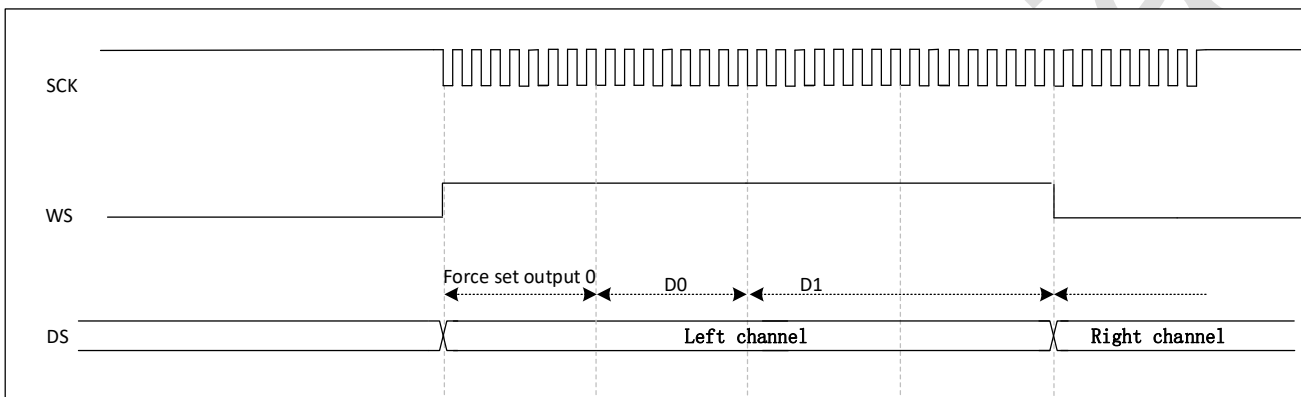 SCK
WS
Force set output 0
D0
D1
DS
Left channel
Right channel